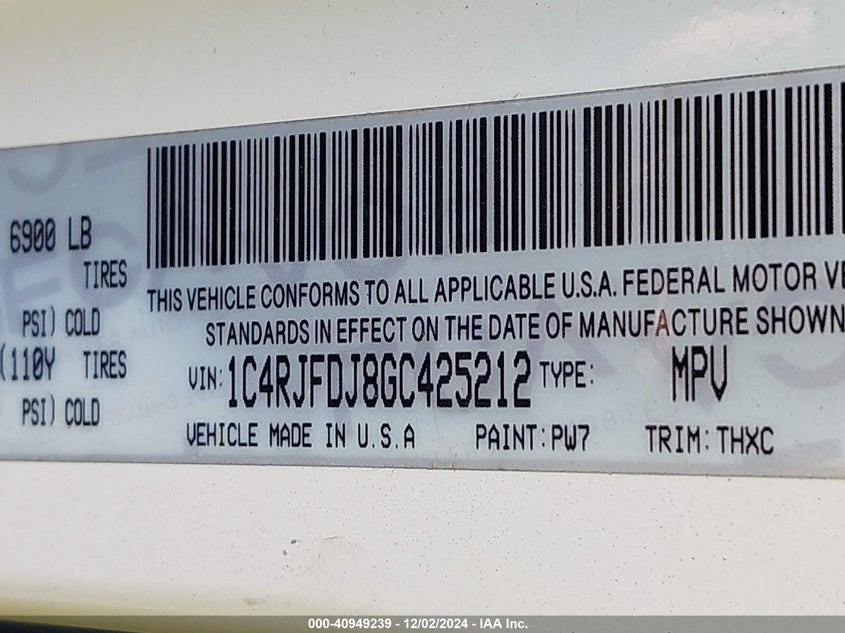 6900 LB
TIRES
THIS VEHICLE CONFORMS TO ALL APPLICABLE U.S.A. FEDERAL MOTOR VE
STANDARDS IN EFFECT ON THE DATE OF MANUFACTURE SHOWN
PSI) COLD
(110Y TIRES
VIN: 1C4RJFDJ8GC425212 TYPE: MPV
PSI) COLD
VEHICLE MADE IN U.S.A PAINT: PW7 TRIM: THXC
000-40949239 - 12/02/2024 - IAA Inc.